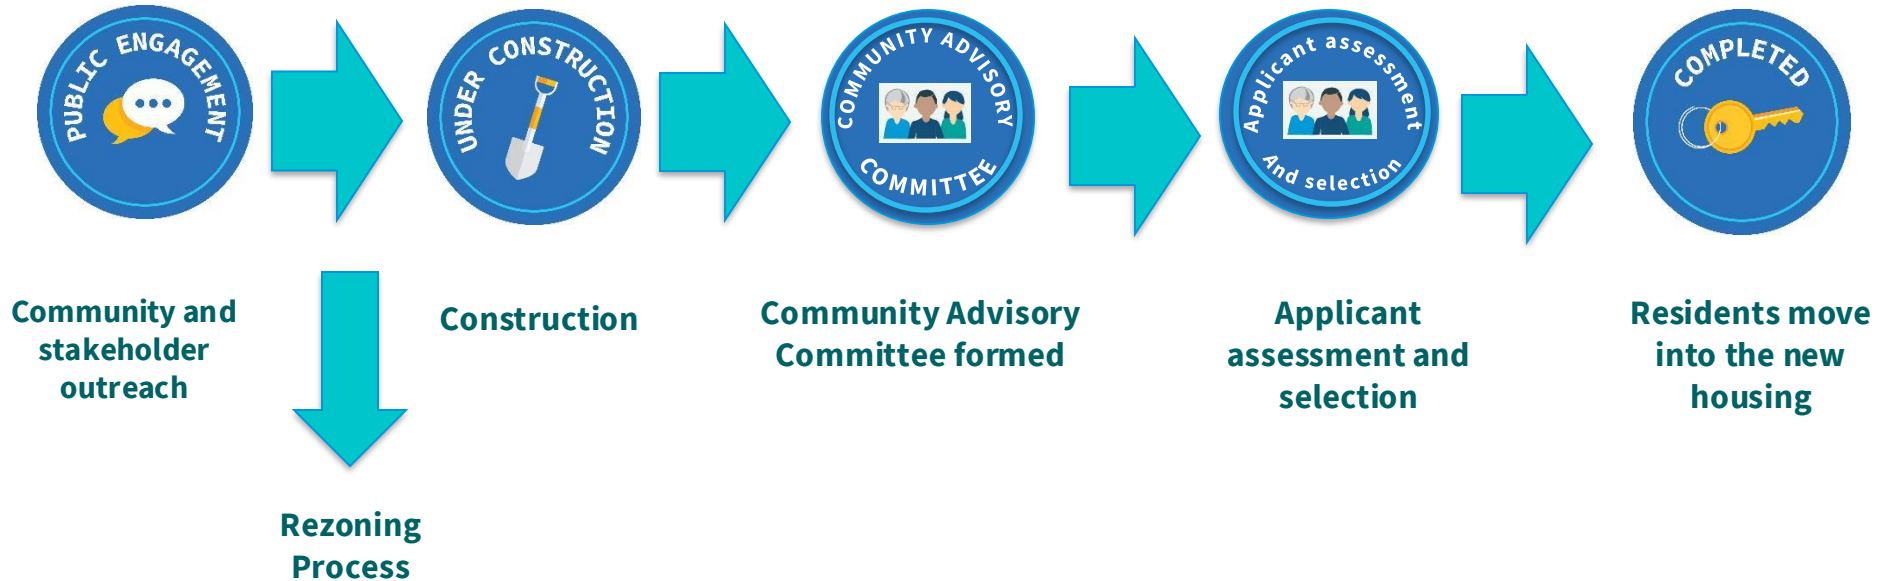 PUBLIC ENGAGEMENT
UNDER CONSTRUCTION
COMMUNITY ADVISORY
COMMITTEE
Applicant assessment
And selection
COMPLETED
Community and
stakeholder
outreach
Construction
Community Advisory
Committee formed
Applicant
assessment and
selection
Residents move
into the new
housing
Rezoning
Process